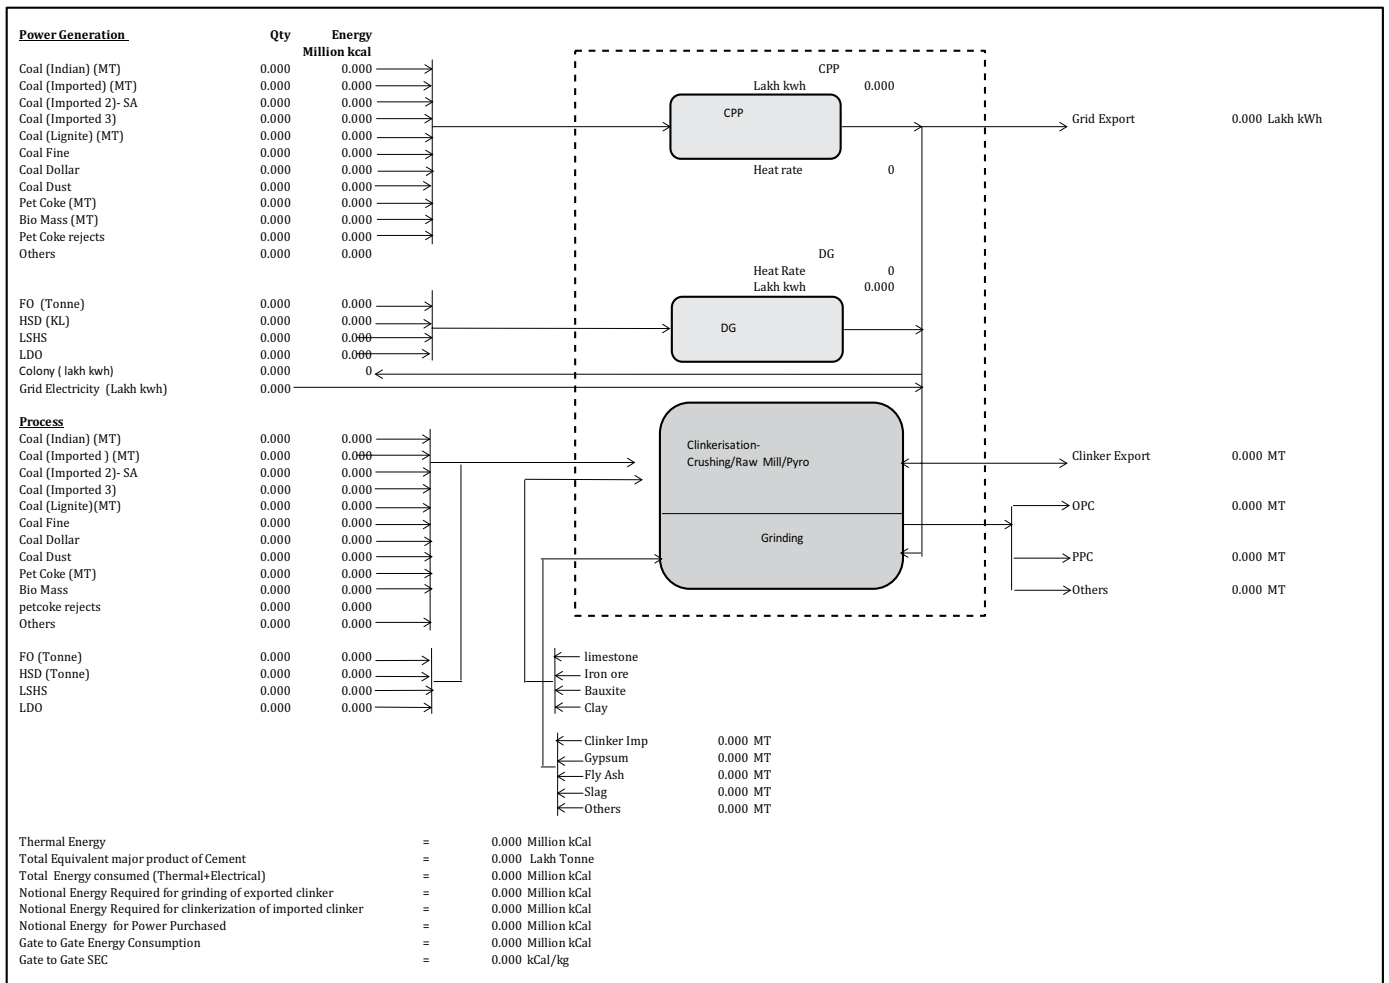 Power Generation Qty Energy
Million kcal
Coal (Indian) (MT) 0.000 0.000 CPP
Coal (Imported) (MT) 0.000 0.000 Lakh kwh 0.000
Coal (Imported 2)- SA 0.000 0.000
Coal (Imported 3) 0.000 0.000 CPP Grid Export 0.000 Lakh kWh
Coal (Lignite) (MT) 0.000 0.000
Coal Fine 0.000 0.000
Coal Dollar 0.000 0.000 Heat rate 0
Coal Dust 0.000 0.000
Pet Coke (MT) 0.000 0.000
Bio Mass (MT) 0.000 0.000
Pet Coke rejects 0.000 0.000
Others 0.000 0.000 DG
Heat Rate 0
Lakh kwh 0.000
FO (Tonne) 0.000 0.000
HSD (KL) 0.000 0.000 DG
LSHS 0.000 0.000
LDO 0.000 0.000
Colony ( lakh kwh) 0.000 0
Grid Electricity (Lakh kwh) 0.000
Process
Coal (Indian) (MT) 0.000 0.000 Clinkerisation-
Coal (Imported ) (MT) 0.000 0.000 Crushing/Raw Mill/Pyro Clinker Export 0.000 MT
Coal (Imported 2)- SA 0.000 0.000
Coal (Imported 3) 0.000 0.000
Coal (Lignite)(MT) 0.000 0.000 OPC 0.000 MT
Coal Fine 0.000 0.000
Coal Dollar 0.000 0.000 Grinding
Coal Dust 0.000 0.000 PPC 0.000 MT
Pet Coke (MT) 0.000 0.000
Bio Mass 0.000 0.000 Others 0.000 MT
petcoke rejects 0.000 0.000
Others 0.000 0.000
FO (Tonne) 0.000 0.000 limestone
HSD (Tonne) 0.000 0.000 Iron ore
LSHS 0.000 0.000 Bauxite
LDO 0.000 0.000 Clay
Clinker Imp 0.000 MT
Gypsum 0.000 MT
Fly Ash 0.000 MT
Slag 0.000 MT
Others 0.000 MT
Thermal Energy = 0.000 Million kCal
Total Equivalent major product of Cement = 0.000 Lakh Tonne
Total Energy consumed (Thermal+Electrical) = 0.000 Million kCal
Notional Energy Required for grinding of exported clinker = 0.000 Million kCal
Notional Energy Required for clinkerization of imported clinker = 0.000 Million kCal
Notional Energy for Power Purchased = 0.000 Million kCal
Gate to Gate Energy Consumption = 0.000 Million kCal
Gate to Gate SEC = 0.000 kCal/kg